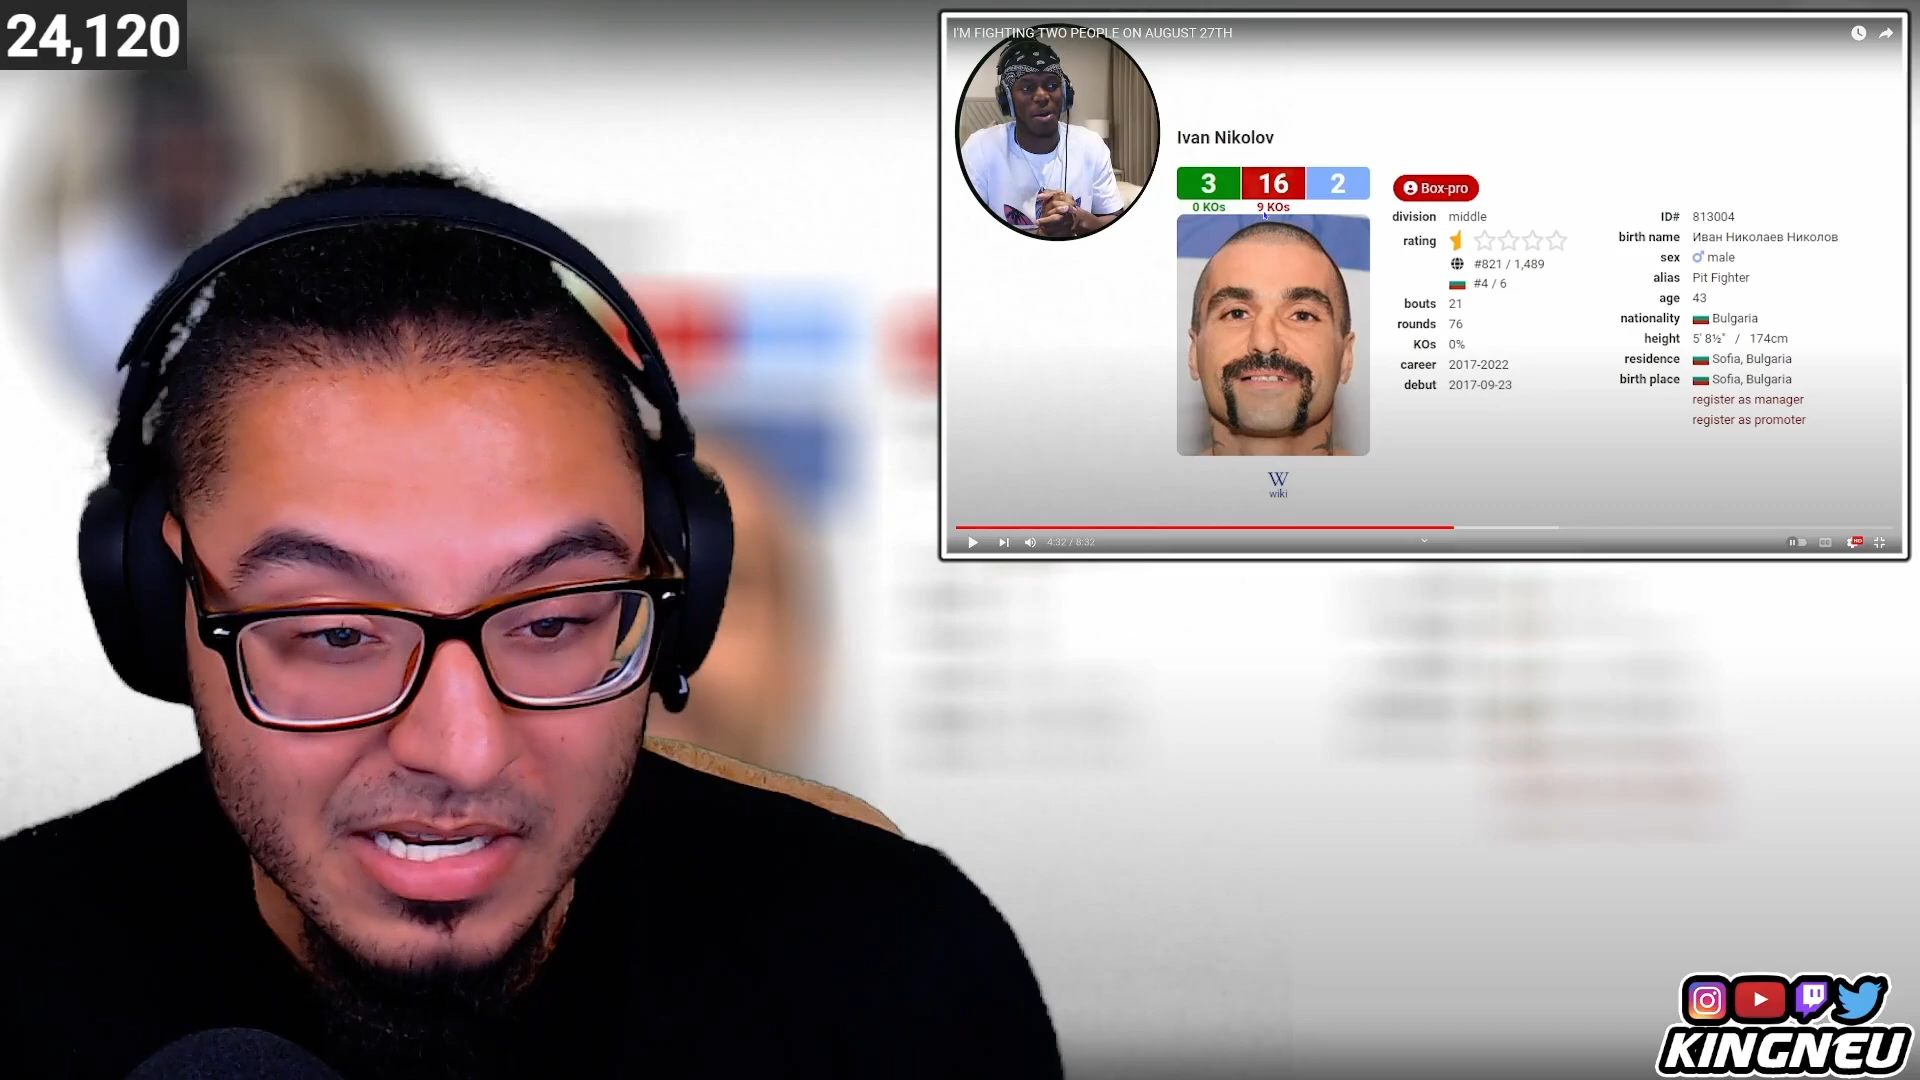 24,120
I'M FIGHTING TWO PEOPLE ON AUGUST 27TH
Ivan Nikolov
3 16 2
0 KOs 9 KOs
Box-pro
division middle
rating
#821 / 1,489
#4 / 6
bouts 21
rounds 76
KOs 0%
career 2017-2022
debut 2017-09-23
ID# 813004
birth name Иван Николаев Николов
sex male
alias Pit Fighter
age 43
nationality Bulgaria
height 5' 8½" / 174cm
residence Sofia, Bulgaria
birth place Sofia, Bulgaria
register as manager
register as promoter
W
wiki
4:32 / 8:32
CC
HD
KINGNEU